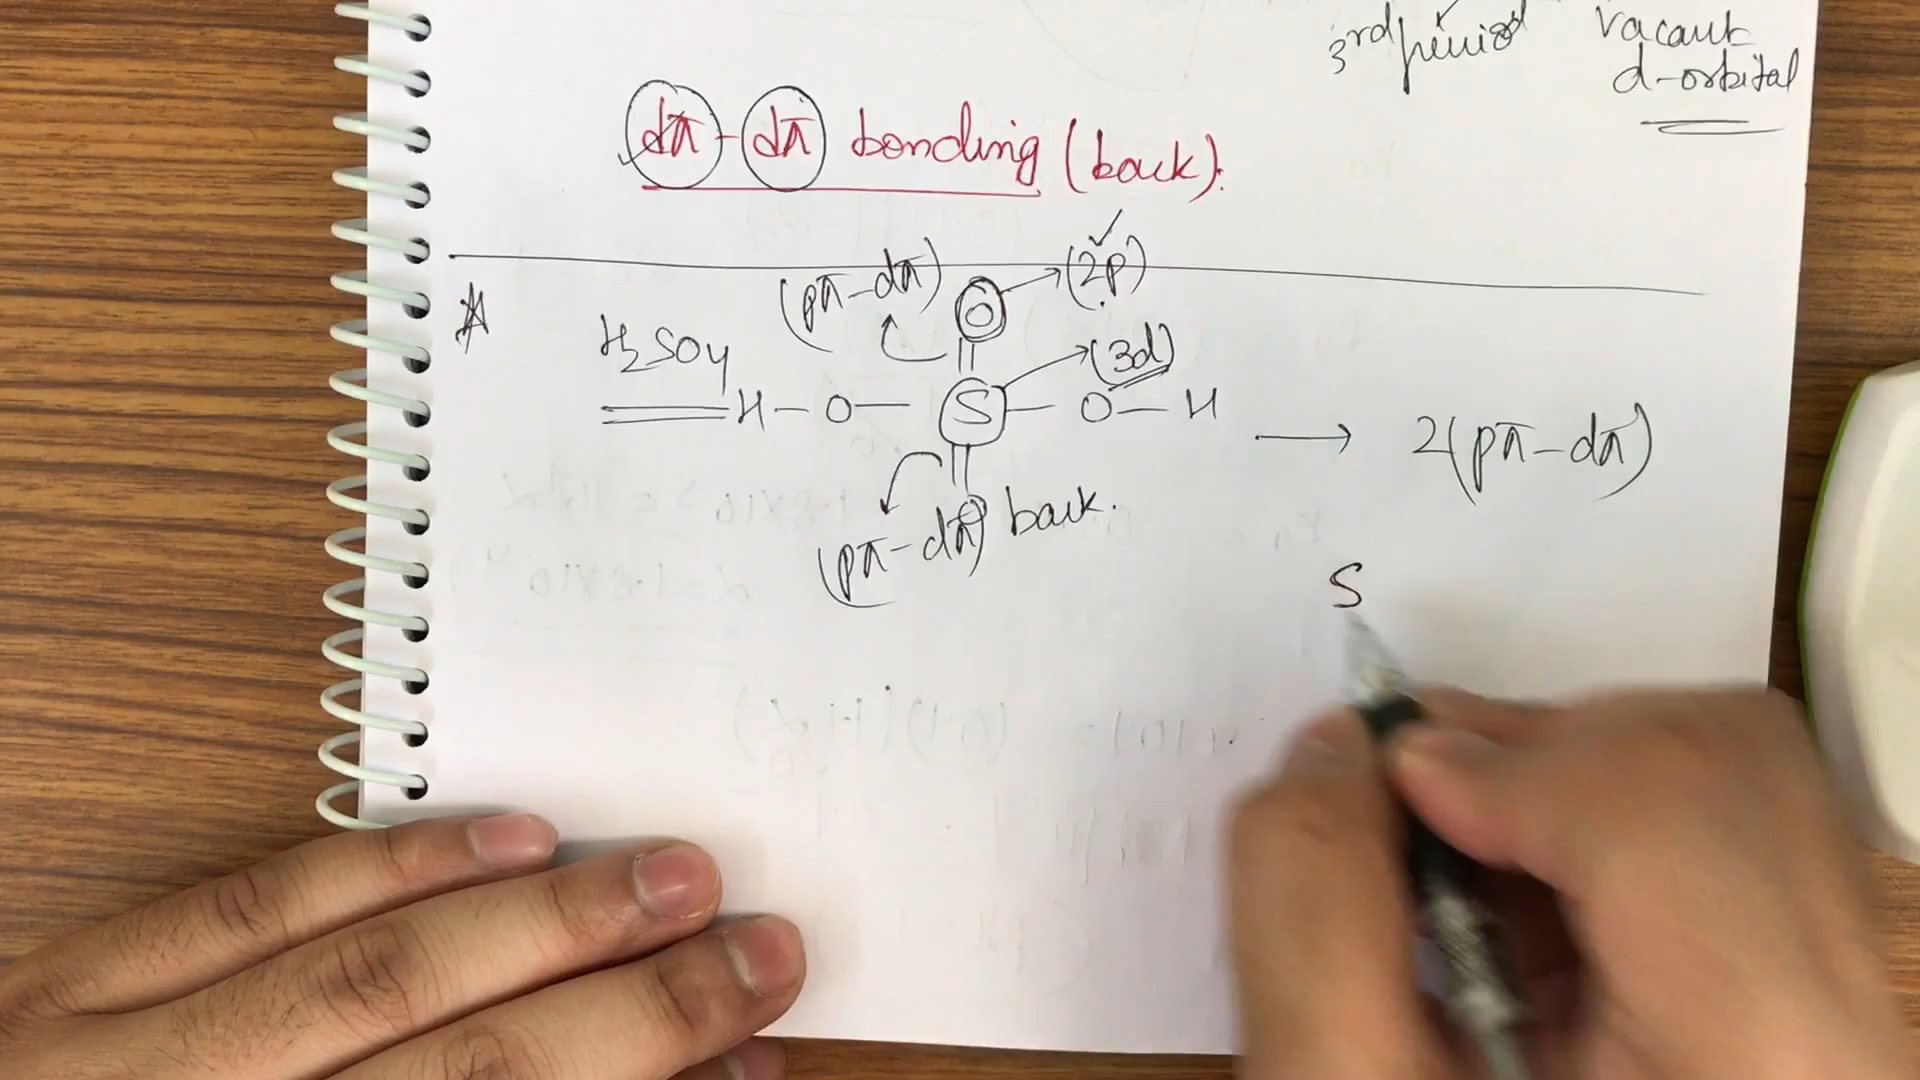 3rd period vacant
d-orbital
dπ-dπ bonding (back):
(pπ-dπ) O → (2p)
H2SO4 (3d)
H-O-S-O-H → 2(pπ-dπ)
(pπ-dπ) back.
O
S